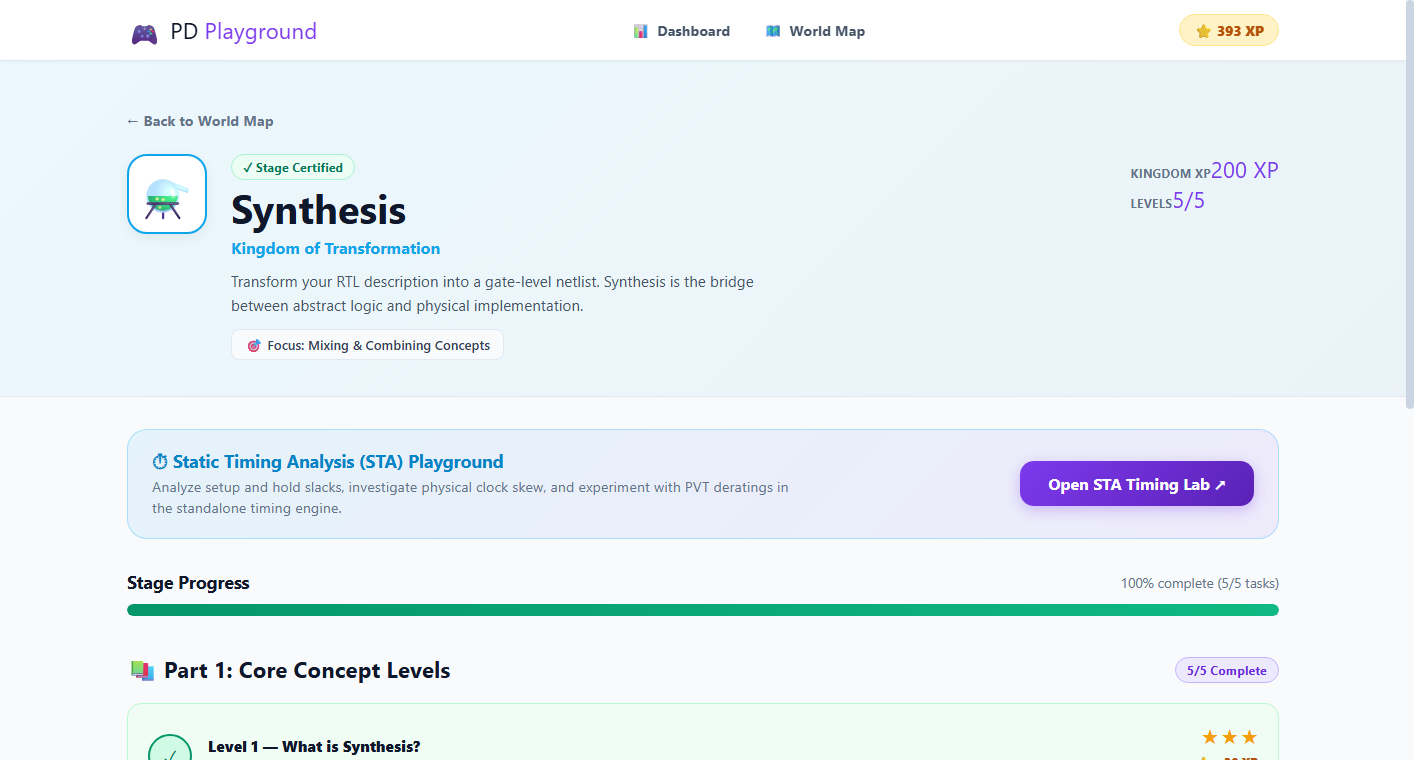 PD Playground
Dashboard
World Map
393 XP
← Back to World Map
✓ Stage Certified
Synthesis
Kingdom of Transformation
Transform your RTL description into a gate-level netlist. Synthesis is the bridge
between abstract logic and physical implementation.
Focus: Mixing & Combining Concepts
KINGDOM XP200 XP
LEVELS5/5
Static Timing Analysis (STA) Playground
Analyze setup and hold slacks, investigate physical clock skew, and experiment with PVT deratings in
the standalone timing engine.
Open STA Timing Lab ↗
Stage Progress
100% complete (5/5 tasks)
Part 1: Core Concept Levels
5/5 Complete
Level 1 — What is Synthesis?